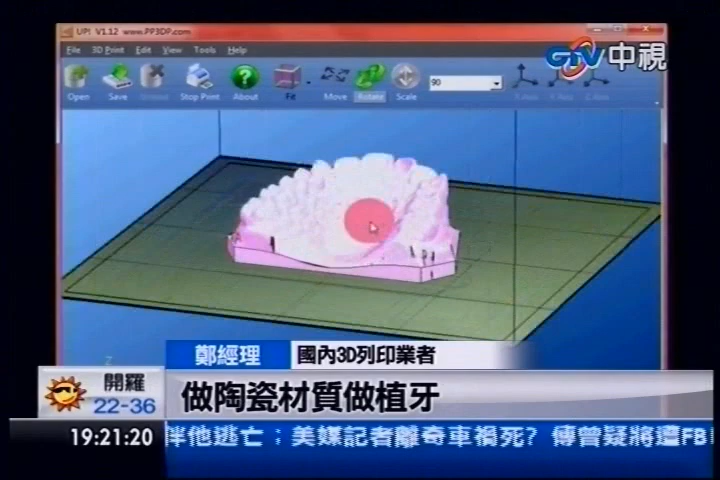 UP! V1.12 www.PP3DP.com
File 3D Print Edit View Tools Help
CTV中視
Open Save Stop Print About Fit Move Rotate Scale 90
鄭經理 國內3D列印業者
開羅
22-36
做陶瓷材質做植牙
19:21:20 伴他逃亡;美媒記者離奇車禍死? 傳曾疑將遭FB